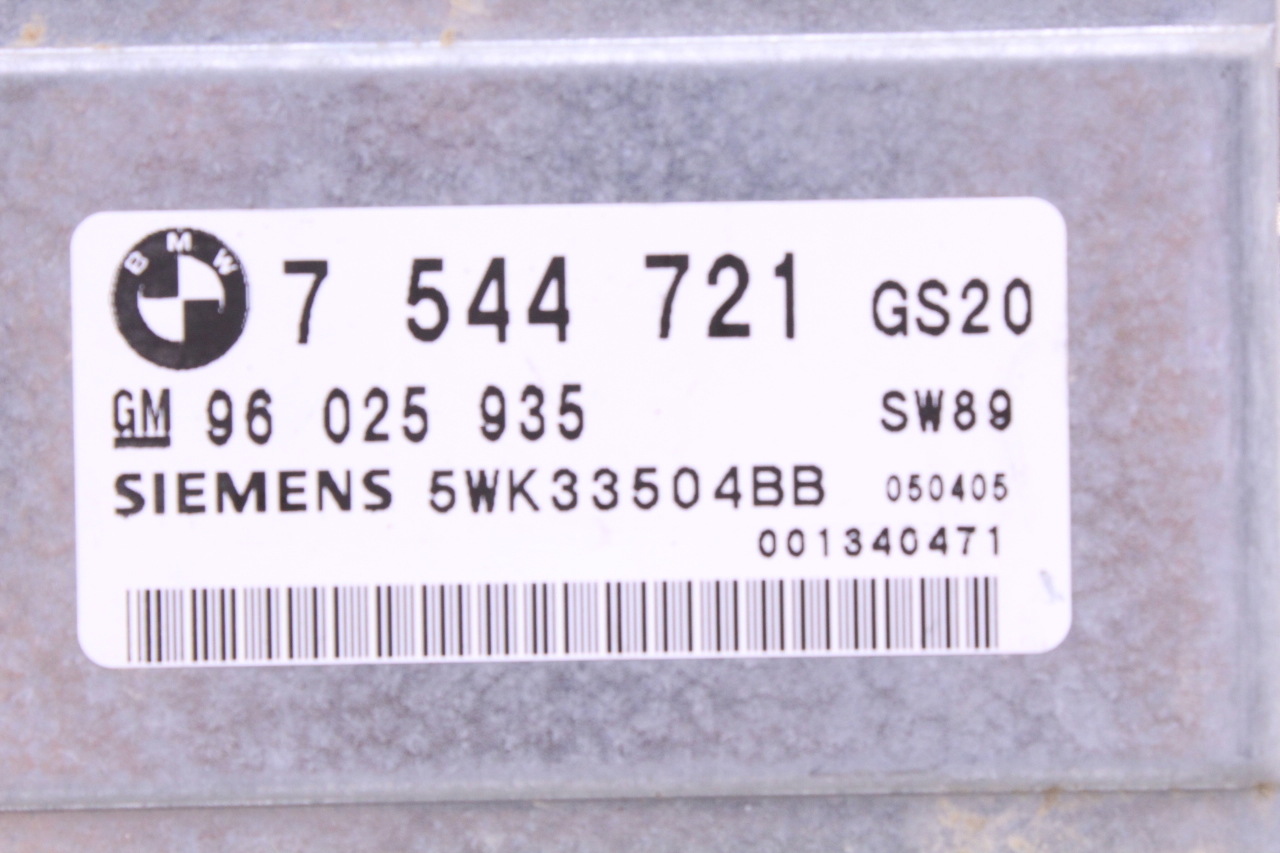 BMW 7 544 721 GS20
GM 96 025 935 SW89
SIEMENS 5WK33504BB 050405
001340471